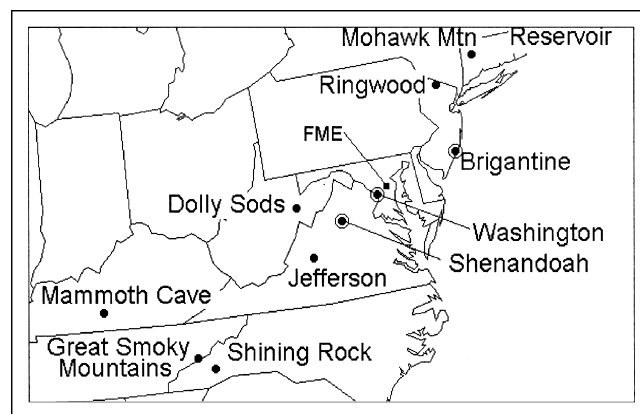 Mohawk Mtn
Reservoir
Ringwood
FME
Brigantine
Dolly Sods
Washington
Shenandoah
Jefferson
Mammoth Cave
Great Smoky
Mountains
Shining Rock